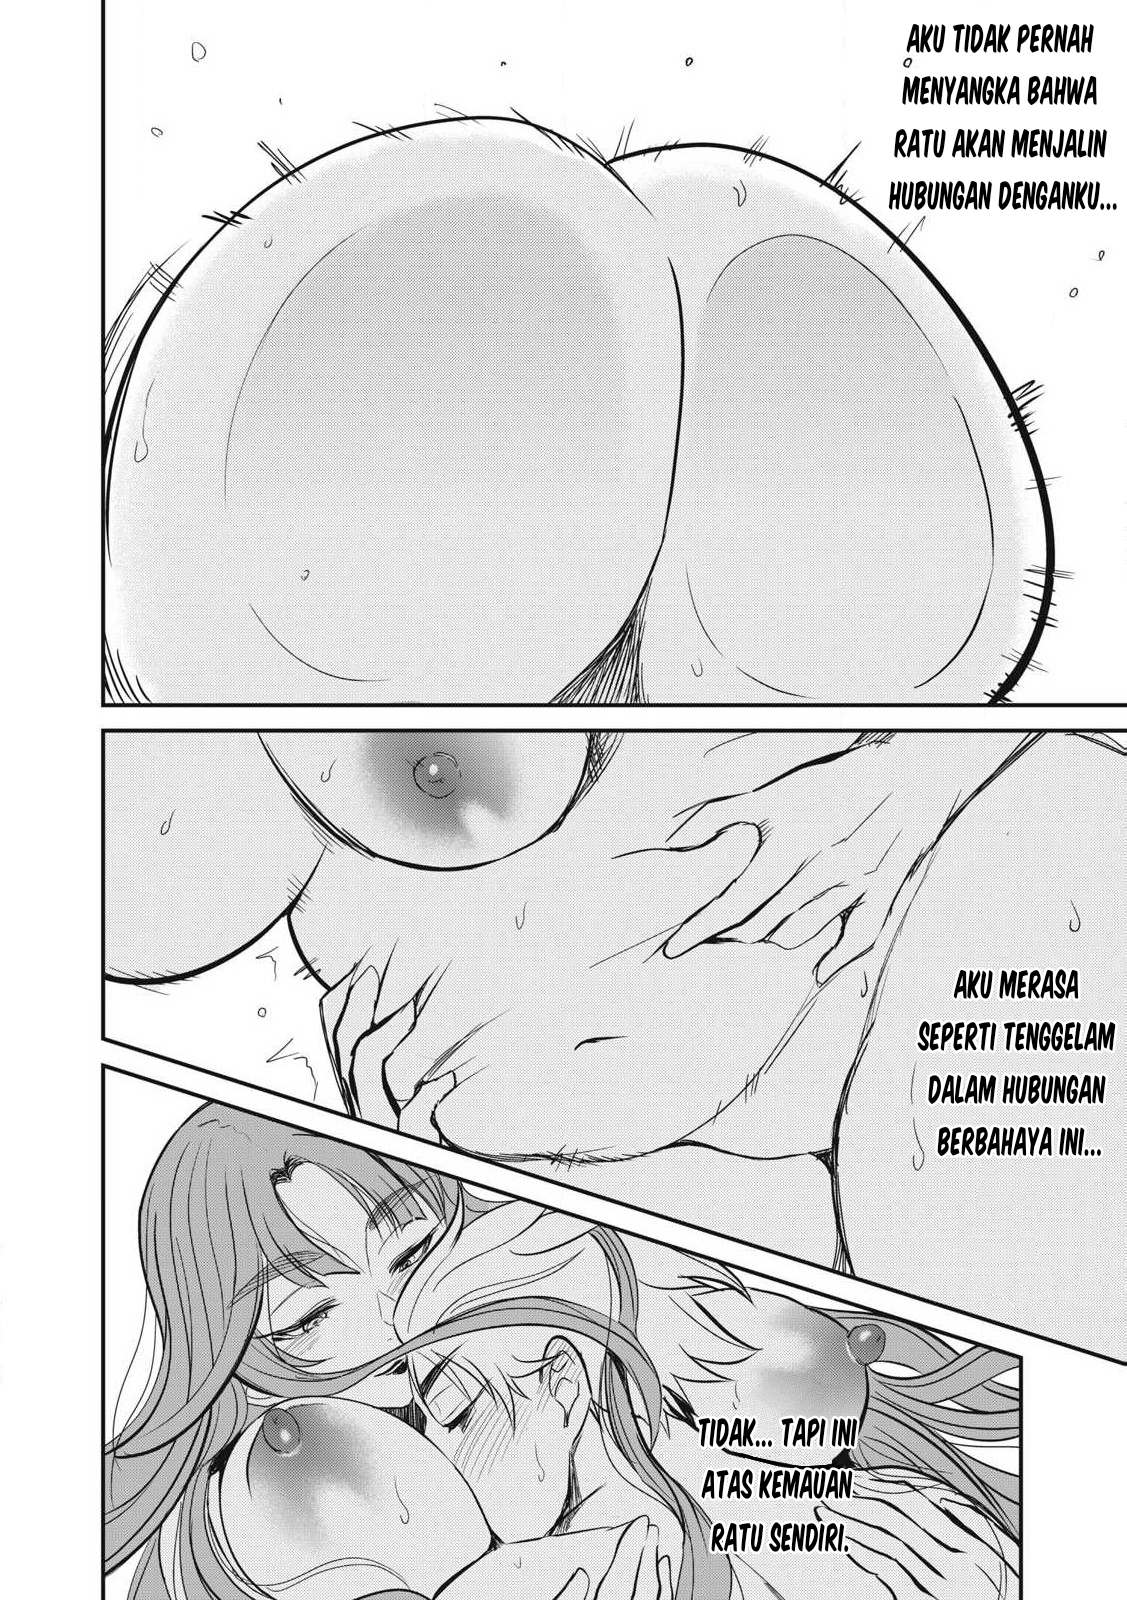 AKU TIDAK PERNAH
MENYANGKA BAHWA
RATU AKAN MENJALIN
HUBUNGAN DENGANKU...
AKU MERASA
SEPERTI TENGGELAM
DALAM HUBUNGAN
BERBAHAYA INI...
TIDAK... TAPI INI
ATAS KEMAUAN
RATU SENDIRI.